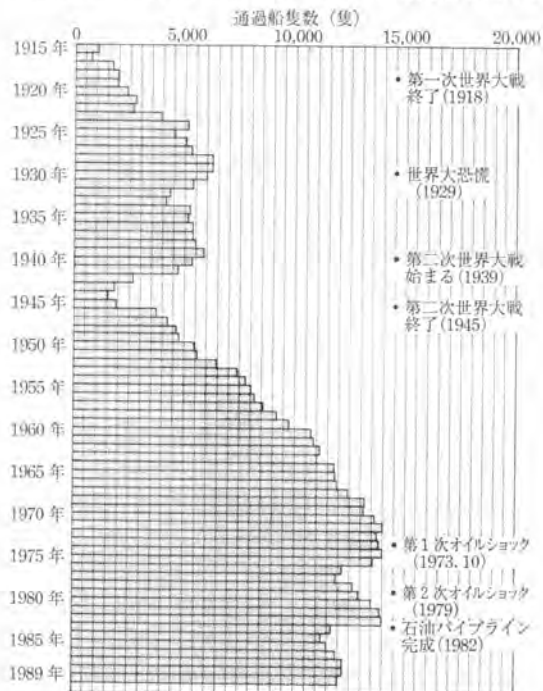 通過船隻数 (隻)
0 5,000 10,000 15,000 20,000
1915年
1920年
1925年
1930年
1935年
1940年
1945年
1950年
1955年
1960年
1965年
1970年
1975年
1980年
1985年
1989年
・第一次世界大戦
終了(1918)
・世界大恐慌
(1929)
・第二次世界大戦
始まる(1939)
・第二次世界大戦
終了(1945)
・第1次オイルショック
(1973.10)
・第2次オイルショック
(1979)
・石油パイプライン
完成(1982)